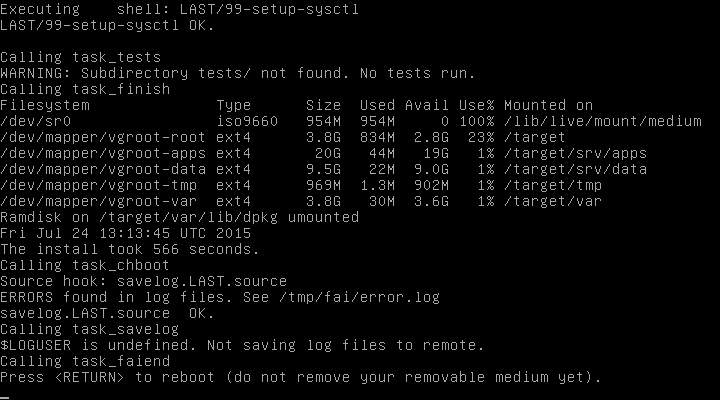 Executing    shell: LAST/99-setup-sysctl
LAST/99-setup-sysctl OK.

Calling task_tests
WARNING: Subdirectory tests/ not found. No tests run.
Calling task_finish
Filesystem              Type     Size  Used Avail Use% Mounted on
/dev/sr0                iso9660  954M  954M     0 100% /lib/live/mount/medium
/dev/mapper/vgroot-root ext4     3.8G  834M  2.8G  23% /target
/dev/mapper/vgroot-apps ext4      20G   44M   19G   1% /target/srv/apps
/dev/mapper/vgroot-data ext4     9.5G   22M  9.0G   1% /target/srv/data
/dev/mapper/vgroot-tmp  ext4     969M  1.3M  902M   1% /target/tmp
/dev/mapper/vgroot-var  ext4     3.8G   30M  3.6G   1% /target/var
Ramdisk on /target/var/lib/dpkg umounted
Fri Jul 24 13:13:45 UTC 2015
The install took 566 seconds.
Calling task_chboot
Source hook: savelog.LAST.source
ERRORS found in log files. See /tmp/fai/error.log
savelog.LAST.source  OK.
Calling task_savelog
$LOGUSER is undefined. Not saving log files to remote.
Calling task_faiend
Press <RETURN> to reboot (do not remove your removable medium yet).